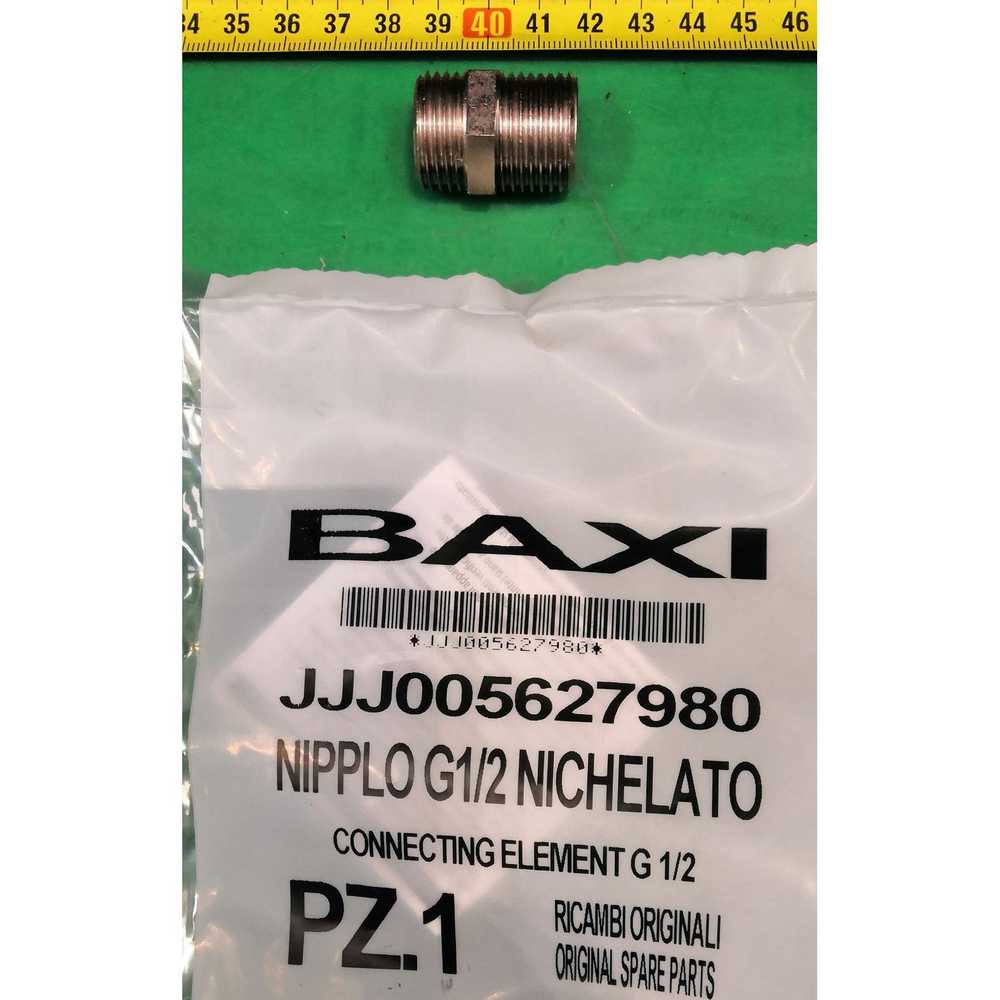 34 35 36 37 38 39 40 41 42 43 44 45 46
BAXI
*JJJ005627980*
JJJ005627980
NIPPLO G1/2 NICHELATO
CONNECTING ELEMENT G 1/2
PZ.1
RICAMBI ORIGINALI
ORIGINAL SPARE PARTS